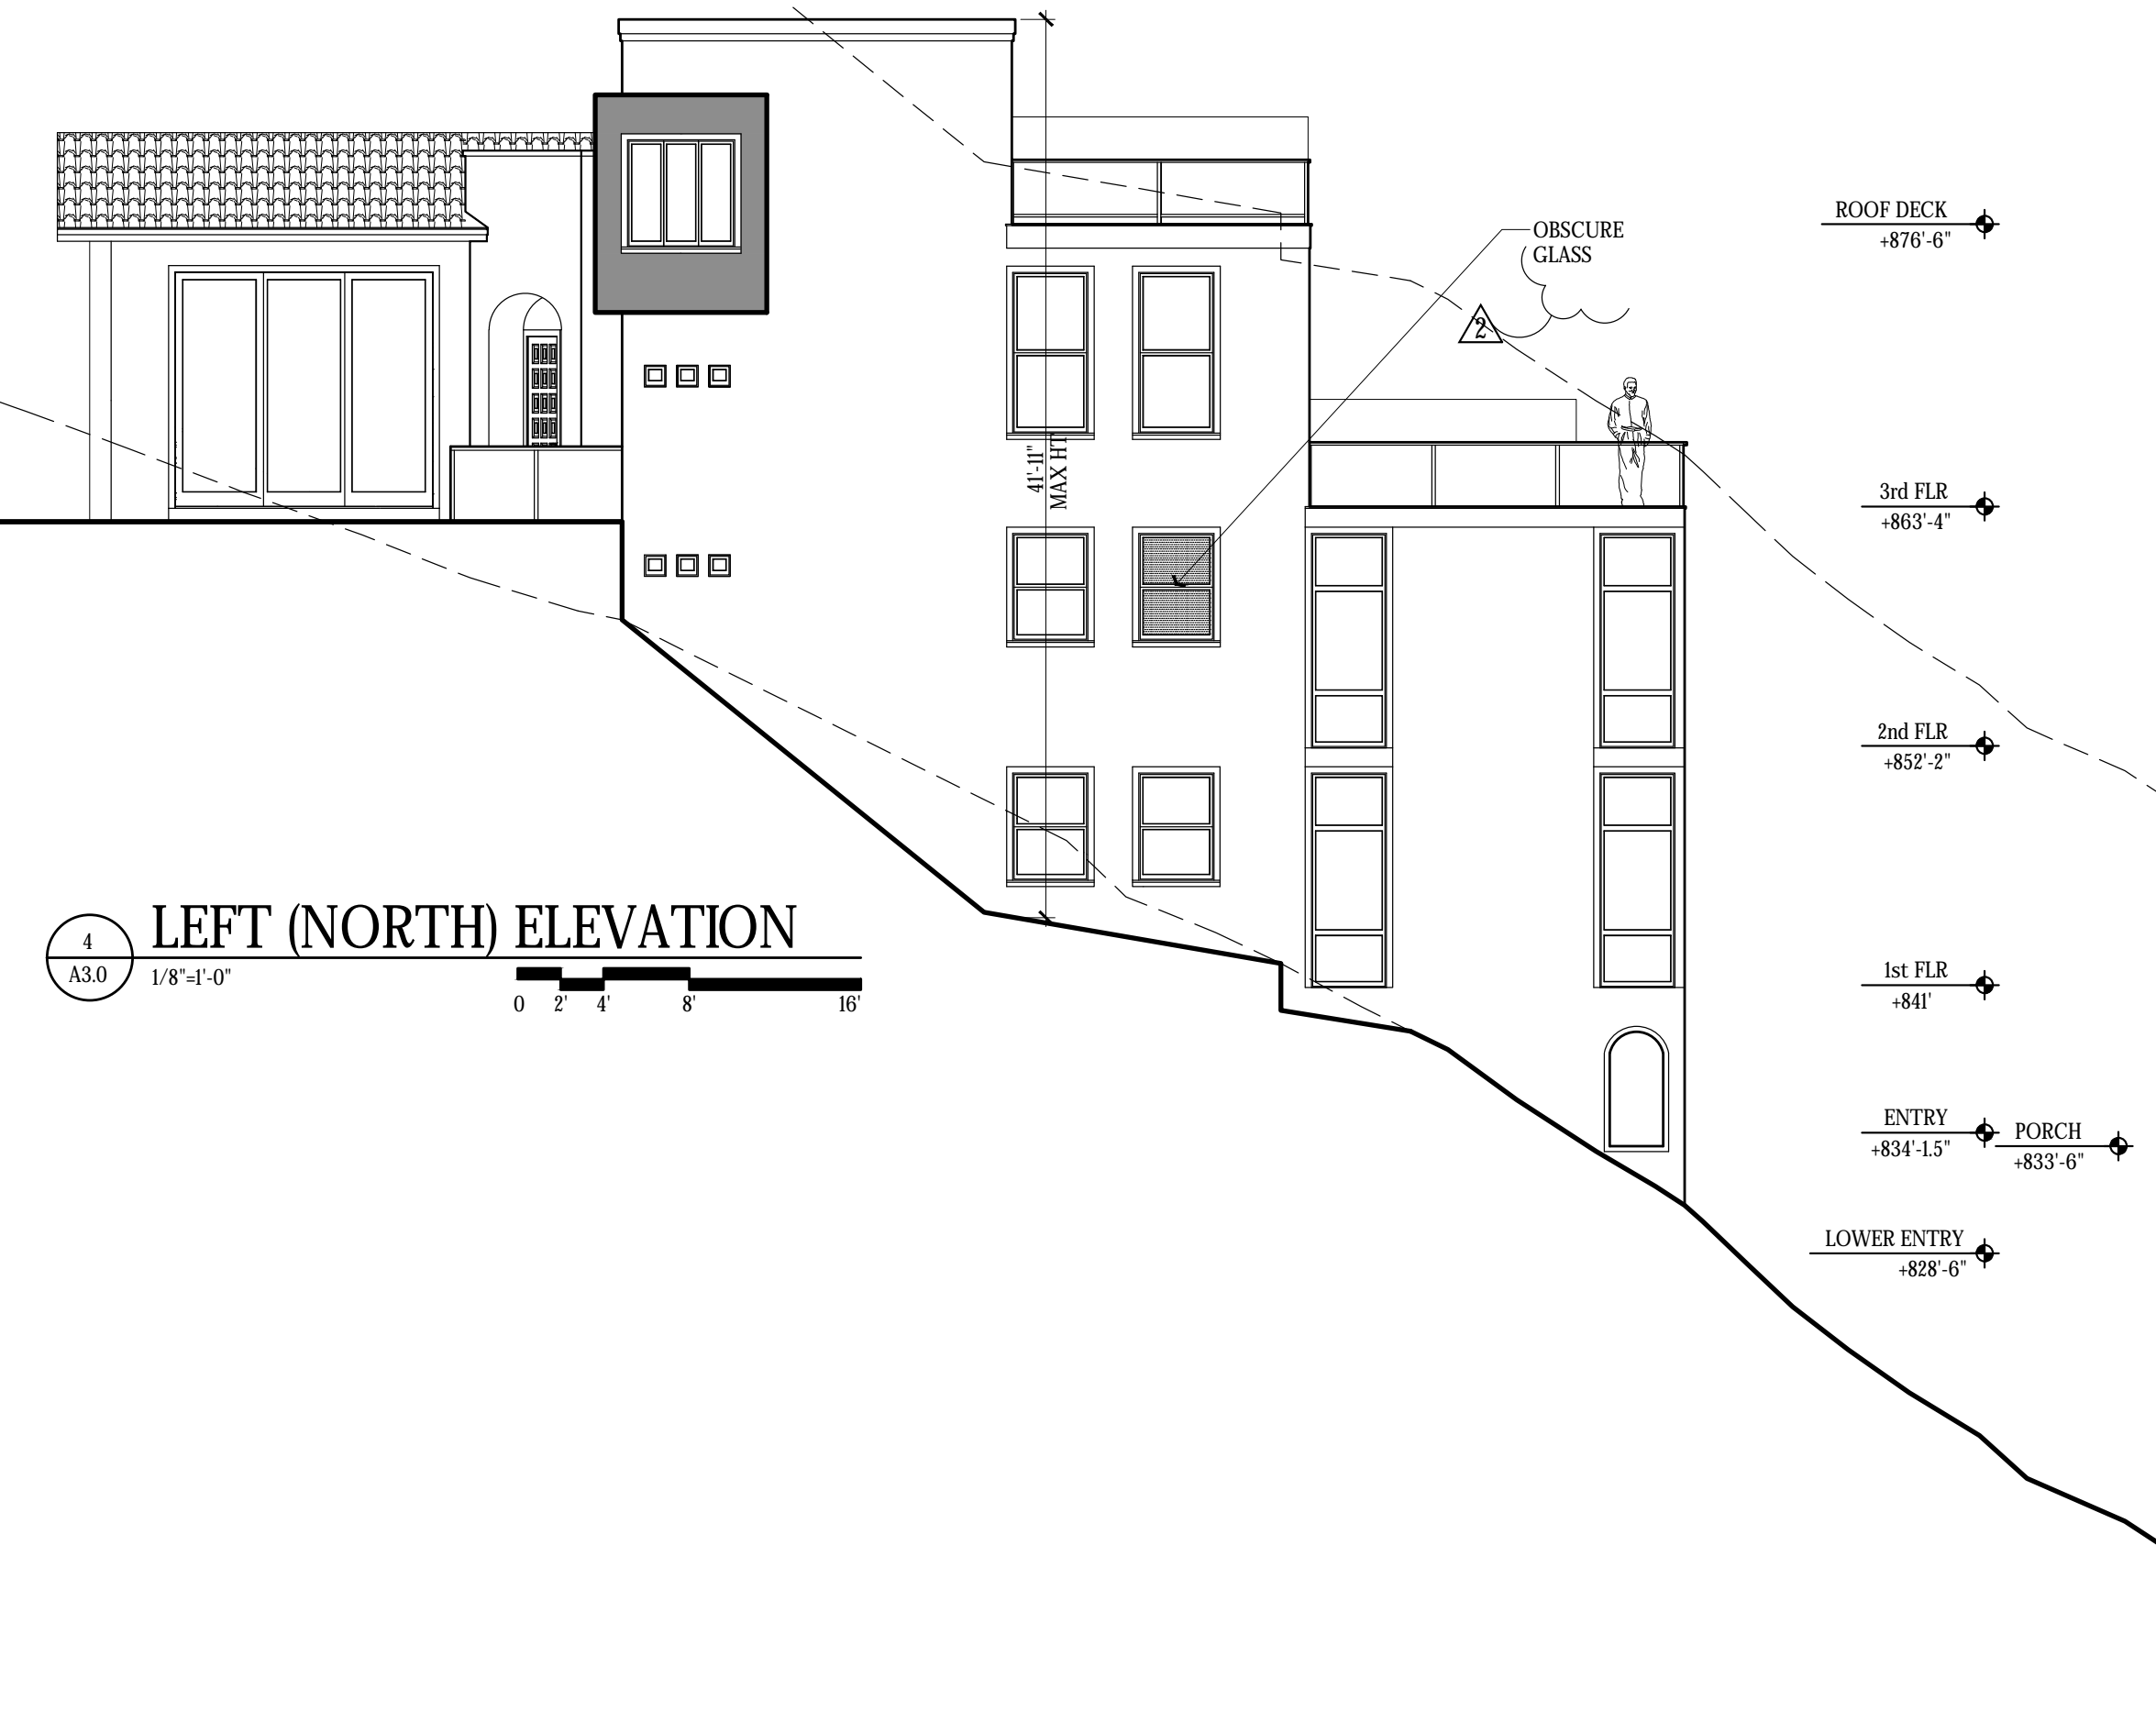 OBSCURE
GLASS
2
41'-11"
MAX HT
ROOF DECK
+876'-6"
3rd FLR
+863'-4"
2nd FLR
+852'-2"
1st FLR
+841'
ENTRY
+834'-1.5"
PORCH
+833'-6"
LOWER ENTRY
+828'-6"
4
A3.0
LEFT (NORTH) ELEVATION
1/8"=1'-0"
0 2' 4' 8' 16'